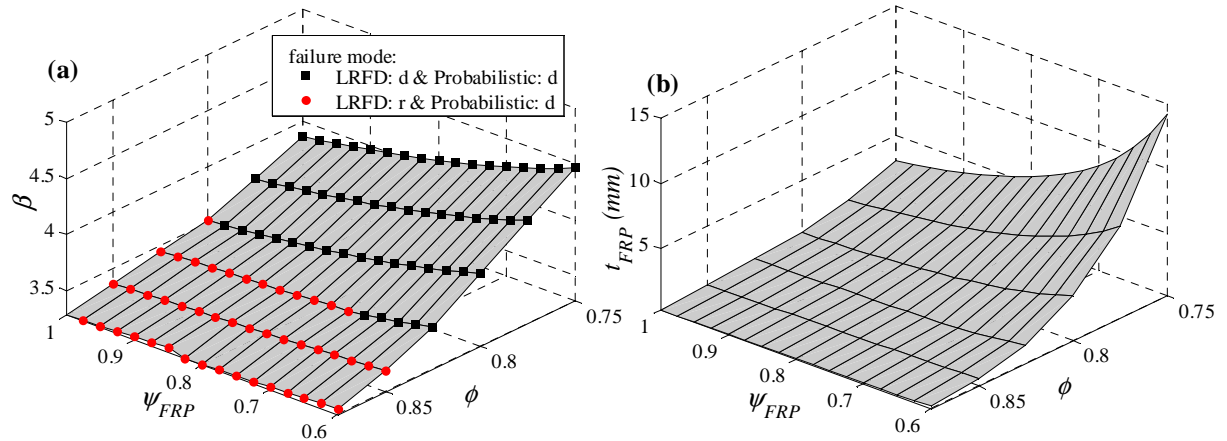 (a)
failure mode:
LRFD: d & Probabilistic: d
LRFD: r & Probabilistic: d
5
4.5
4
3.5
β
1
0.9
0.8
0.7
0.6
ψFRP
0.75
0.8
0.85
ϕ
(b)
15
10
5
tFRP (mm)
1
0.9
0.8
0.7
0.6
ψFRP
0.75
0.8
0.85
ϕ